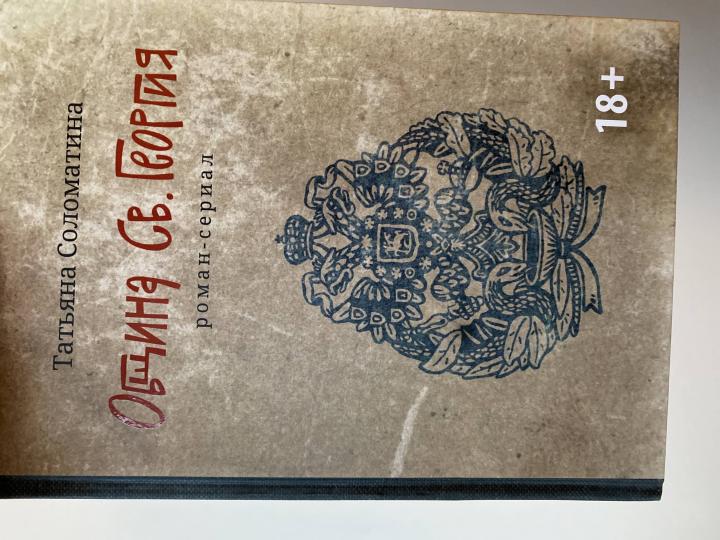 Татьяна Соломатина
Община Св. Георгия
роман-сериал
18+